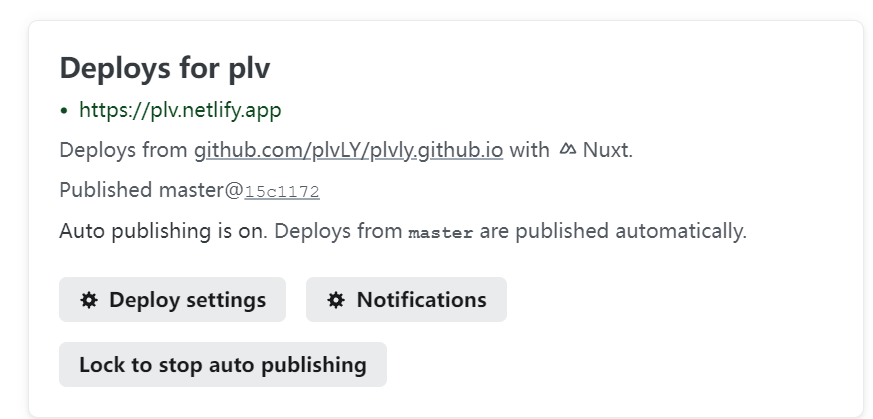 Deploys for plv
• https://plv.netlify.app
Deploys from github.com/plvLY/plvly.github.io with Nuxt.
Published master@15c1172
Auto publishing is on. Deploys from master are published automatically.
Deploy settings
Notifications
Lock to stop auto publishing